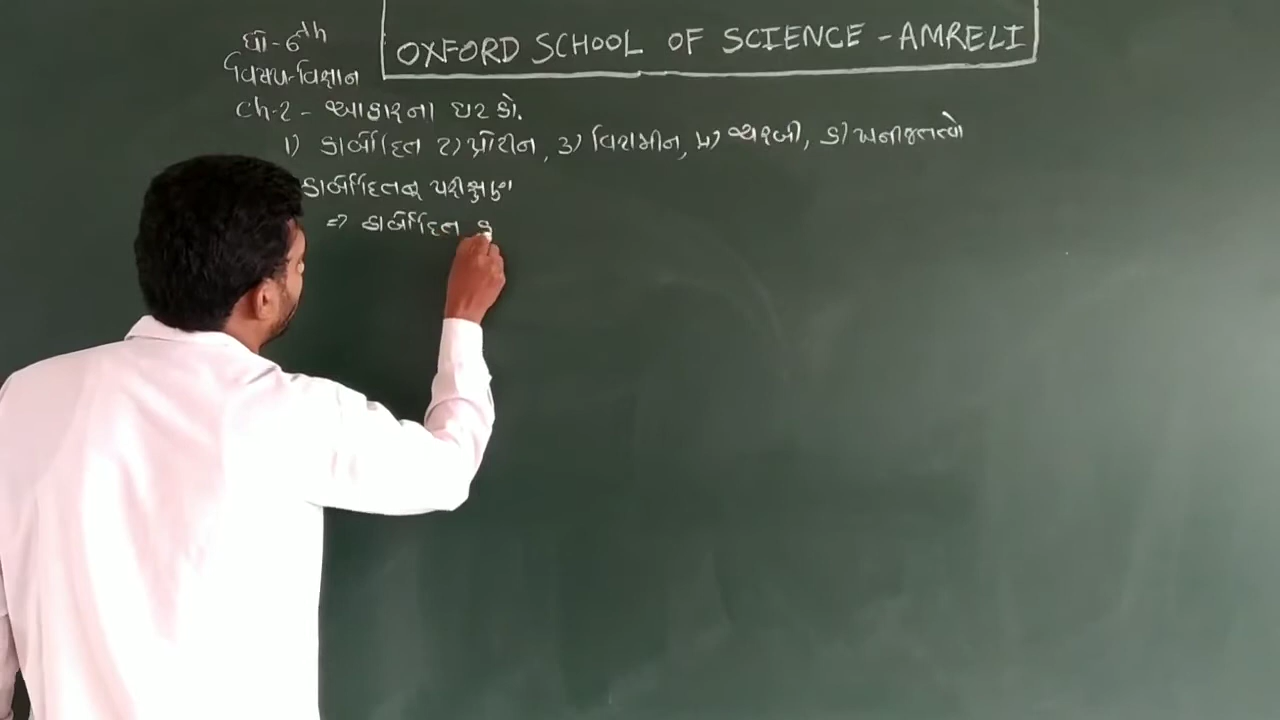 OXFORD SCHOOL OF SCIENCE - AMRELI
ધો-6th
વિષય-વિજ્ઞાન
ch-2 - આહારના ઘટકો.
1) કાર્બોદિત 2) પ્રોટીન, 3) વિટામીન, 4) ચરબી, 5) ખનીજતત્વો
કાર્બોદિતનું પરીક્ષણ
=> કાર્બોદિત